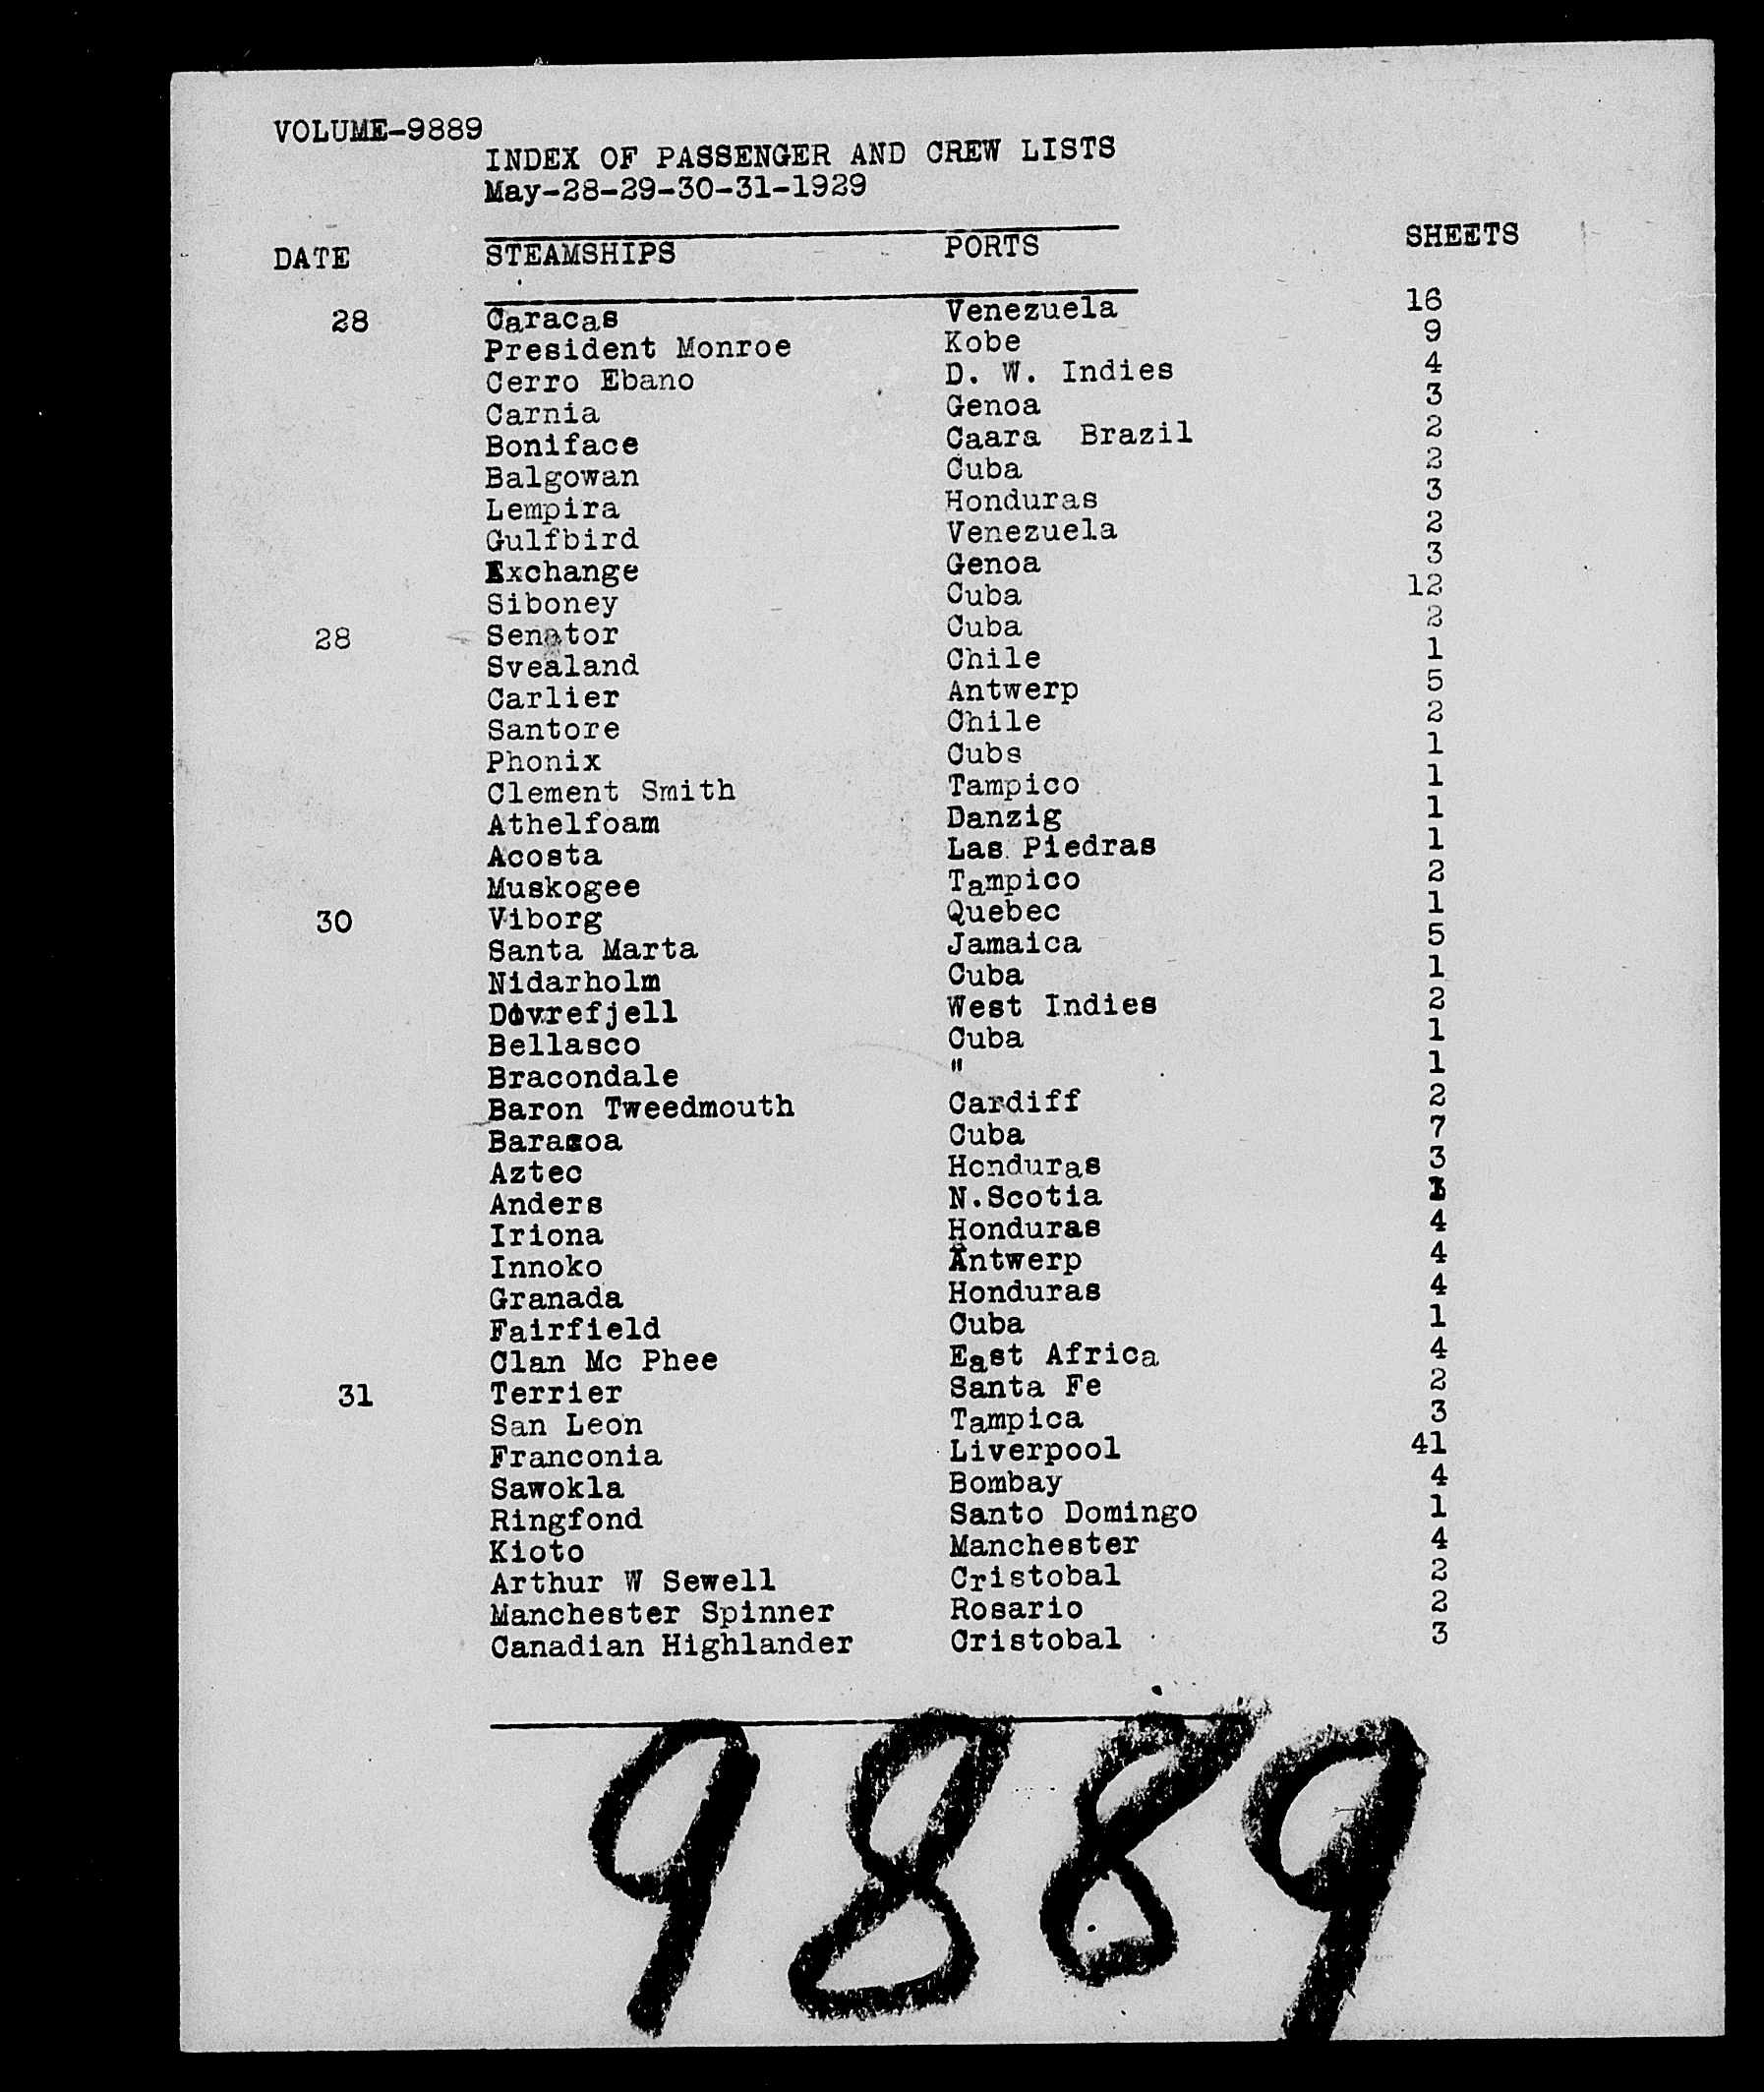 VOLUME-9889
INDEX OF PASSENGER AND CREW LISTS
May-28-29-30-31-1929
DATE STEAMSHIPS PORTS SHEETS
28 Caracas Venezuela 16
President Monroe Kobe 9
Cerro Ebano D. W. Indies 4
Carnia Genoa 3
Boniface Caara Brazil 2
Balgowan Cuba 2
Lempira Honduras 3
Gulfbird Venezuela 2
Exchange Genoa 3
Siboney Cuba 12
28 Senator Cuba 2
Svealand Chile 1
Carlier Antwerp 5
Santore Chile 2
Phonix Cubs 1
Clement Smith Tampico 1
Athelfoam Danzig 1
Acosta Las Piedras 1
Muskogee Tampico 2
30 Viborg Quebec 1
Santa Marta Jamaica 5
Nidarholm Cuba 1
Dovrefjell West Indies 2
Bellasco Cuba 1
Bracondale " 1
Baron Tweedmouth Cardiff 2
Baracoa Cuba 7
Aztec Honduras 3
Anders N.Scotia
Iriona Honduras 4
Innoko Antwerp 4
Granada Honduras 4
Fairfield Cuba 1
Clan Mc Phee East Africa 4
31 Terrier Santa Fe 2
San Leon Tampica 3
Franconia Liverpool 41
Sawokla Bombay 4
Ringfond Santo Domingo 1
Kioto Manchester 4
Arthur W Sewell Cristobal 2
Manchester Spinner Rosario 2
Canadian Highlander Cristobal 3
9889